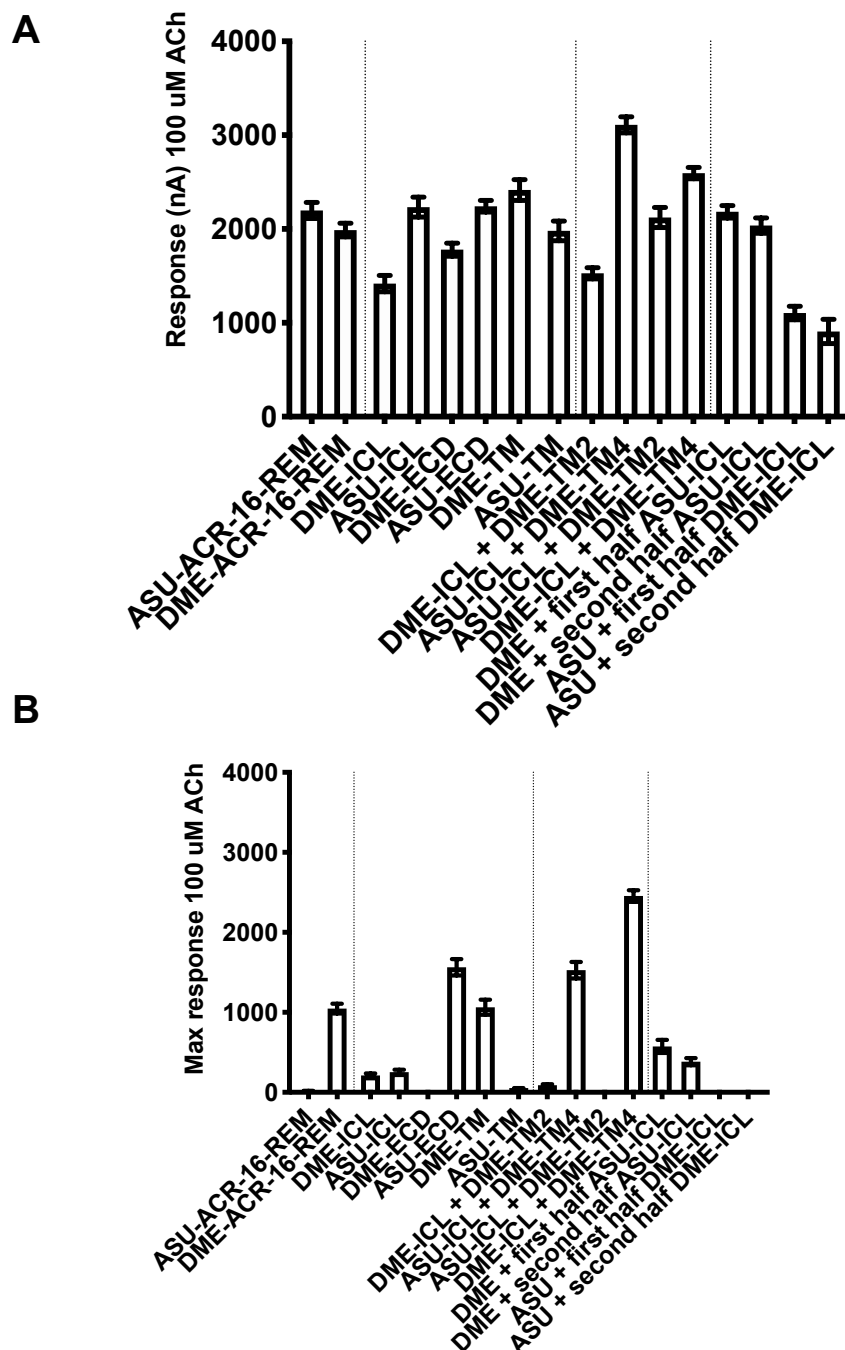 A
Response (nA) 100 uM ACh
4000
3000
2000
1000
0
ASU-ACR-16-REM
DME-ACR-16-REM
DME-ICL
ASU-ICL
DME-ECD
ASU-ECD
DME-TM
ASU-TM
DME-ICL + DME-TM2
ASU-ICL + DME-TM4
ASU-ICL + DME-TM2
DME-ICL + DME-TM4
DME + first half ASU-ICL
DME + second half ASU-ICL
ASU + first half DME-ICL
ASU + second half DME-ICL
B
Max response 100 uM ACh
4000
3000
2000
1000
0
ASU-ACR-16-REM
DME-ACR-16-REM
DME-ICL
ASU-ICL
DME-ECD
ASU-ECD
DME-TM
ASU-TM
DME-ICL + DME-TM2
ASU-ICL + DME-TM4
ASU-ICL + DME-TM2
DME-ICL + DME-TM4
DME + first half ASU-ICL
DME + second half ASU-ICL
ASU + first half DME-ICL
ASU + second half DME-ICL